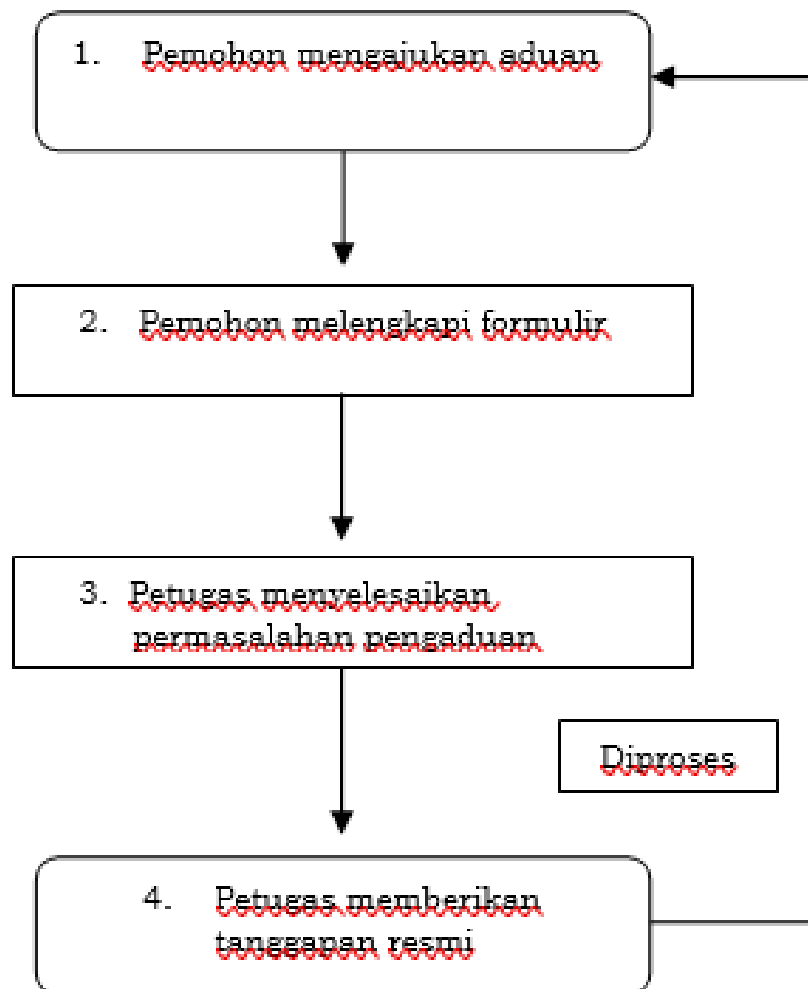 1. Pemohon mengajukan aduan
2. Pemohon melengkapi formulir
3. Petugas menyelesaikan
permasalahan pengaduan
Diproses
4. Petugas memberikan
tanggapan resmi